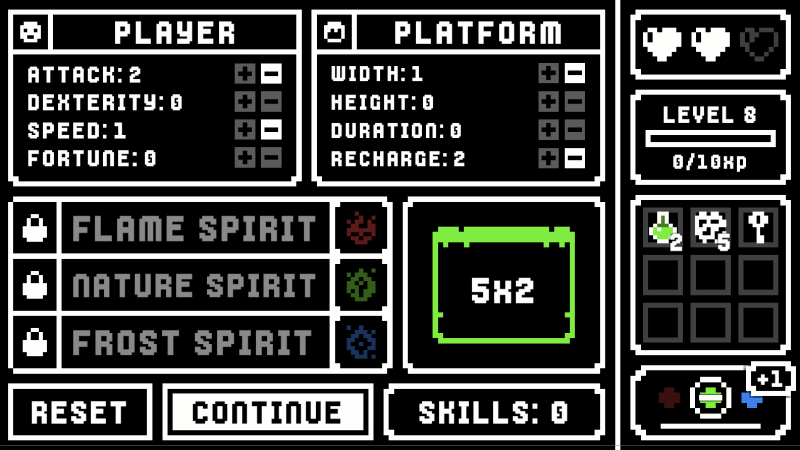 PLAYER
ATTACK: 2
DEXTERITY: 0
SPEED: 1
FORTUNE: 0
PLATFORM
WIDTH: 1
HEIGHT: 0
DURATION: 0
RECHARGE: 2
FLAME SPIRIT
NATURE SPIRIT
FROST SPIRIT
5x2
RESET
CONTINUE
SKILLS: 0
LEVEL 8
0/10xp
2
5
+1